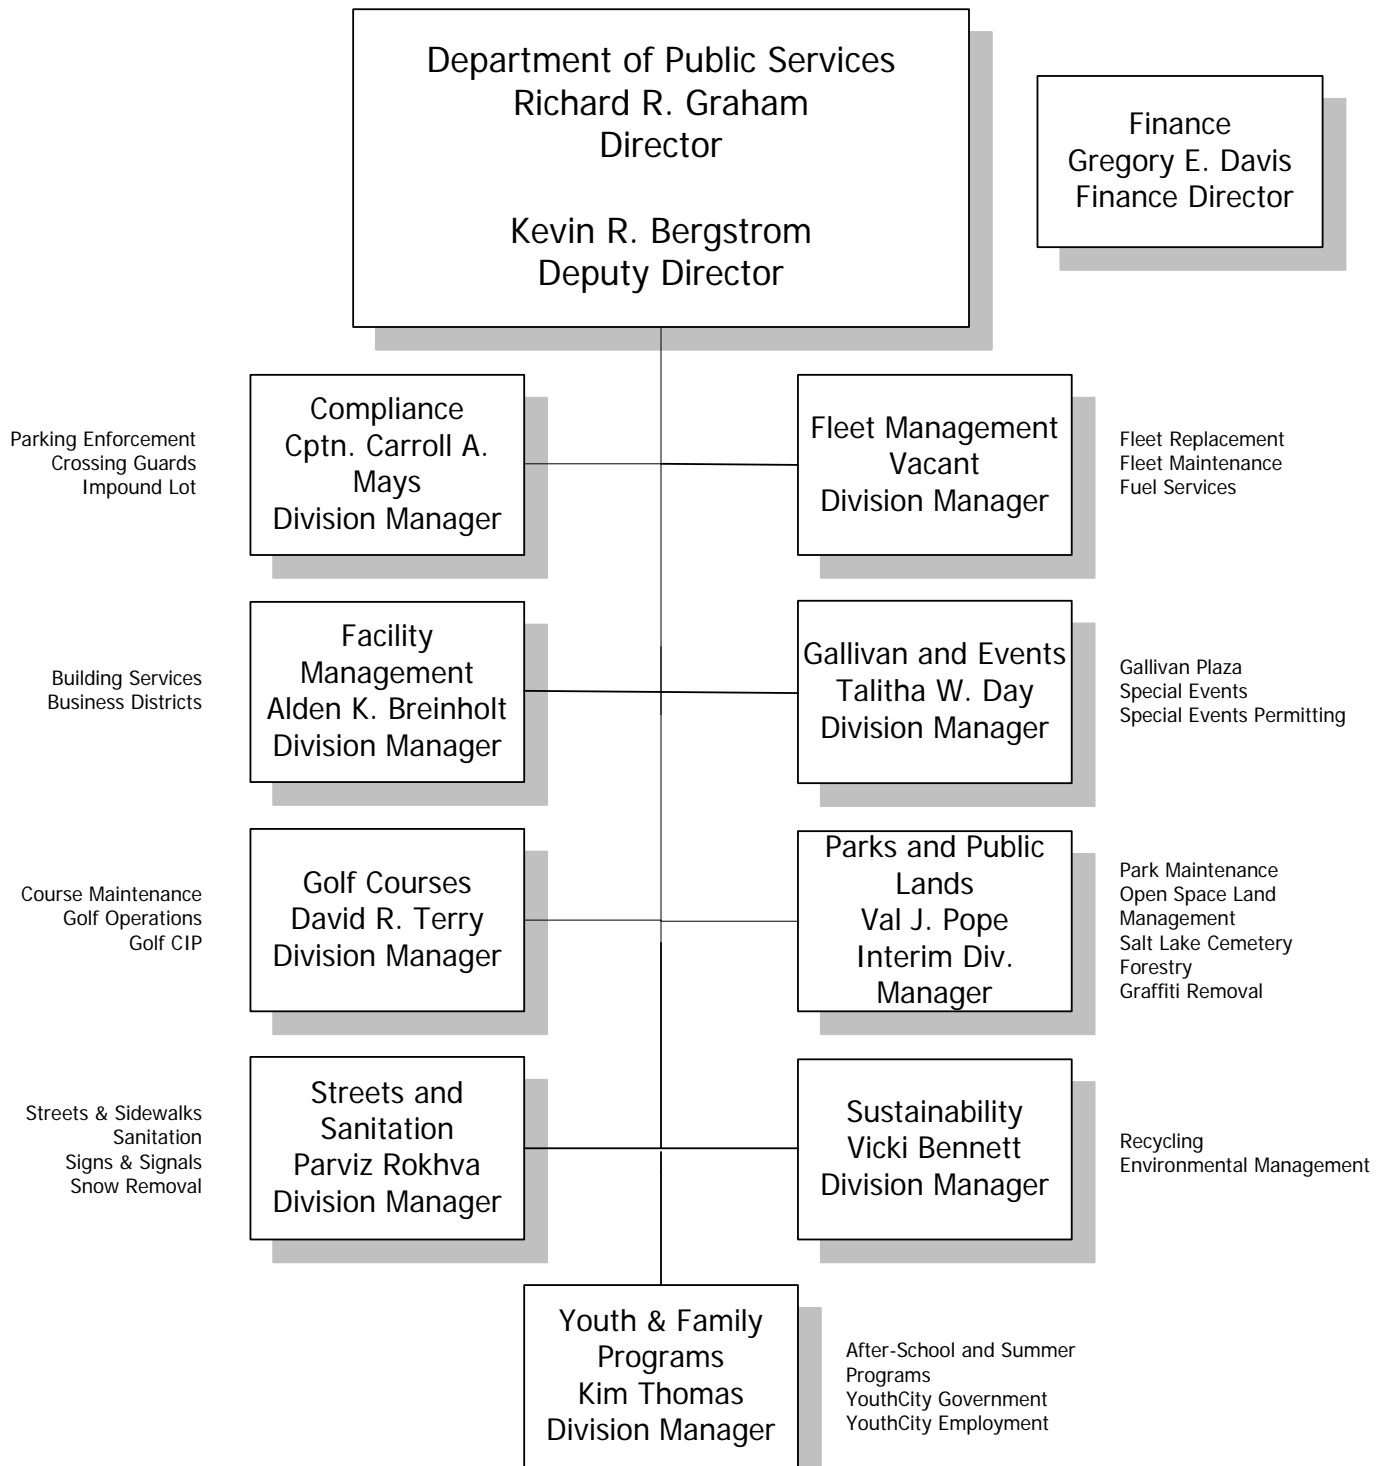 Department of Public Services
Richard R. Graham
Director
Kevin R. Bergstrom
Deputy Director
Finance
Gregory E. Davis
Finance Director
Parking Enforcement
Crossing Guards
Impound Lot
Compliance
Cptn. Carroll A.
Mays
Division Manager
Fleet Management
Vacant
Division Manager
Fleet Replacement
Fleet Maintenance
Fuel Services
Building Services
Business Districts
Facility
Management
Alden K. Breinholt
Division Manager
Gallivan and Events
Talitha W. Day
Division Manager
Gallivan Plaza
Special Events
Special Events Permitting
Course Maintenance
Golf Operations
Golf CIP
Golf Courses
David R. Terry
Division Manager
Parks and Public
Lands
Val J. Pope
Interim Div.
Manager
Park Maintenance
Open Space Land
Management
Salt Lake Cemetery
Forestry
Graffiti Removal
Streets & Sidewalks
Sanitation
Signs & Signals
Snow Removal
Streets and
Sanitation
Parviz Rokhva
Division Manager
Sustainability
Vicki Bennett
Division Manager
Recycling
Environmental Management
Youth & Family
Programs
Kim Thomas
Division Manager
After-School and Summer
Programs
YouthCity Government
YouthCity Employment